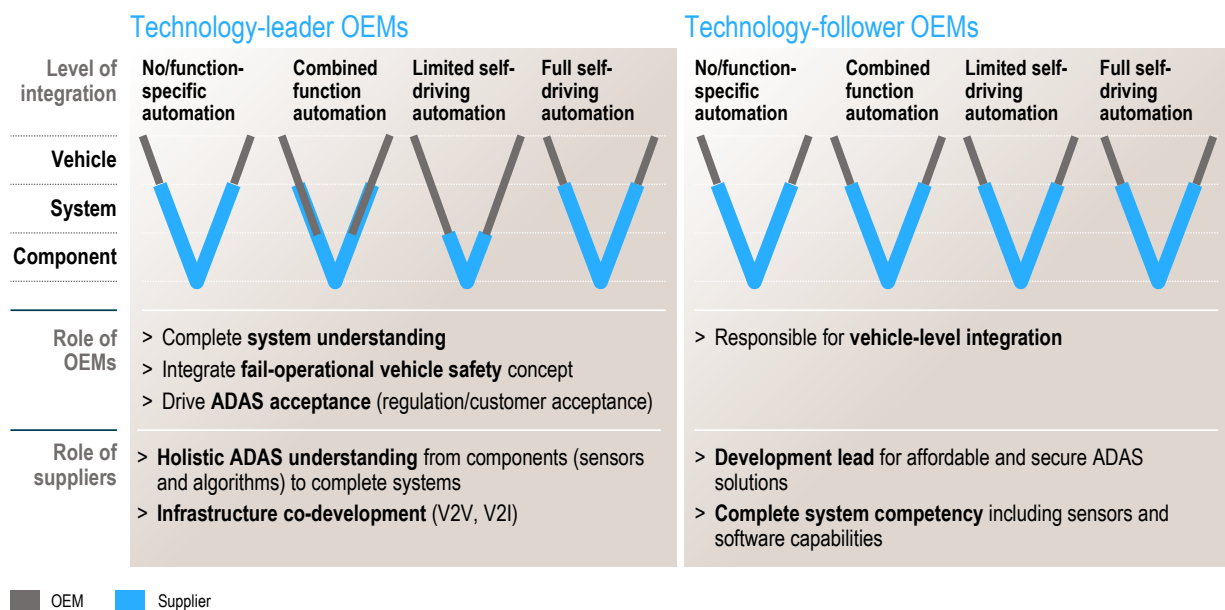 Technology-leader OEMs
Technology-follower OEMs
Level of
integration
No/function-
specific
automation
Combined
function
automation
Limited self-
driving
automation
Full self-
driving
automation
No/function-
specific
automation
Combined
function
automation
Limited self-
driving
automation
Full self-
driving
automation
Vehicle
System
Component
Role of
OEMs
> Complete system understanding
> Integrate fail-operational vehicle safety concept
> Drive ADAS acceptance (regulation/customer acceptance)
> Responsible for vehicle-level integration
Role of
suppliers
> Holistic ADAS understanding from components (sensors
and algorithms) to complete systems
> Infrastructure co-development (V2V, V2I)
> Development lead for affordable and secure ADAS
solutions
> Complete system competency including sensors and
software capabilities
OEM
Supplier